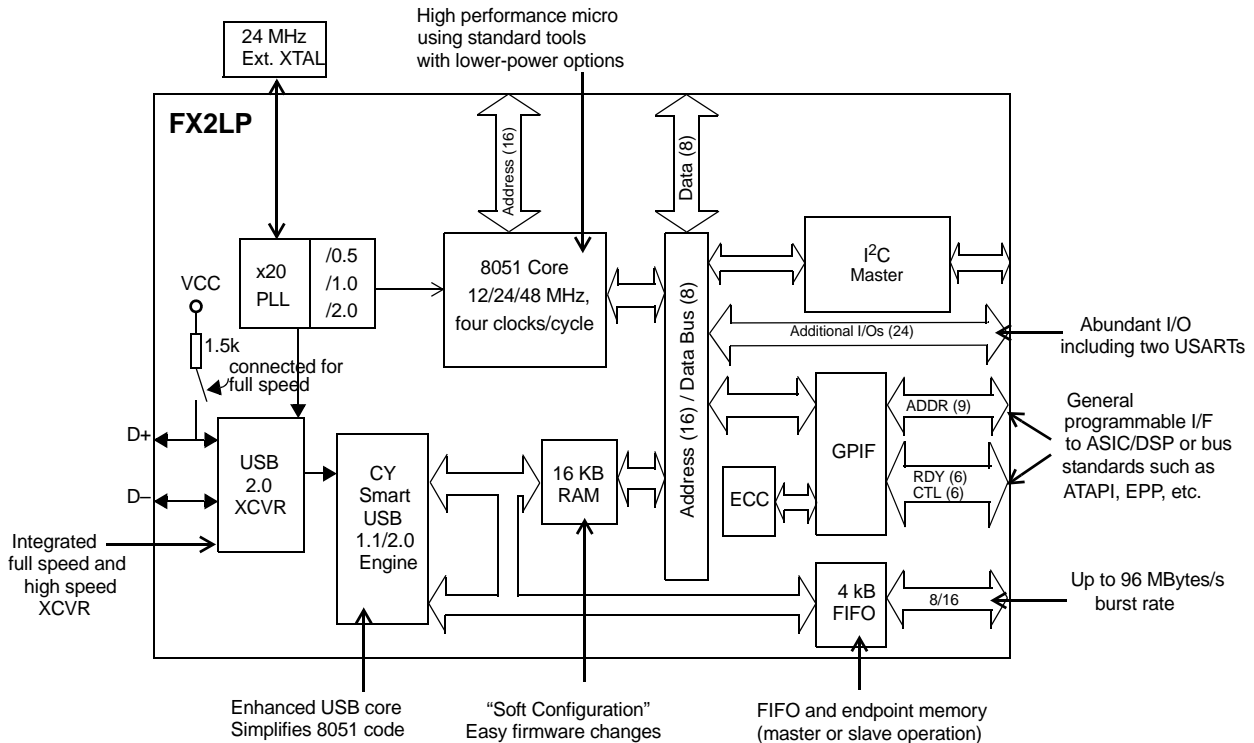 High performance micro
using standard tools
with lower-power options
24 MHz
Ext. XTAL
FX2LP
Address (16)
Data (8)
x20
PLL
/0.5
/1.0
/2.0
8051 Core
12/24/48 MHz,
four clocks/cycle
I²C
Master
VCC
1.5k
connected for
full speed
Address (16) / Data Bus (8)
Additional I/Os (24)
Abundant I/O
including two USARTs
D+
D–
USB
2.0
XCVR
CY
Smart
USB
1.1/2.0
Engine
16 KB
RAM
ECC
GPIF
ADDR (9)
RDY (6)
CTL (6)
General
programmable I/F
to ASIC/DSP or bus
standards such as
ATAPI, EPP, etc.
Integrated
full speed and
high speed
XCVR
4 kB
FIFO
8/16
Up to 96 MBytes/s
burst rate
Enhanced USB core
Simplifies 8051 code
“Soft Configuration”
Easy firmware changes
FIFO and endpoint memory
(master or slave operation)